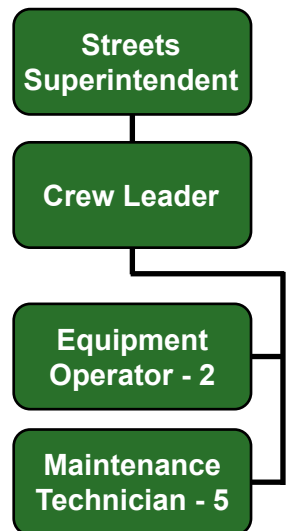 Streets
Superintendent
Crew Leader
Equipment
Operator - 2
Maintenance
Technician - 5